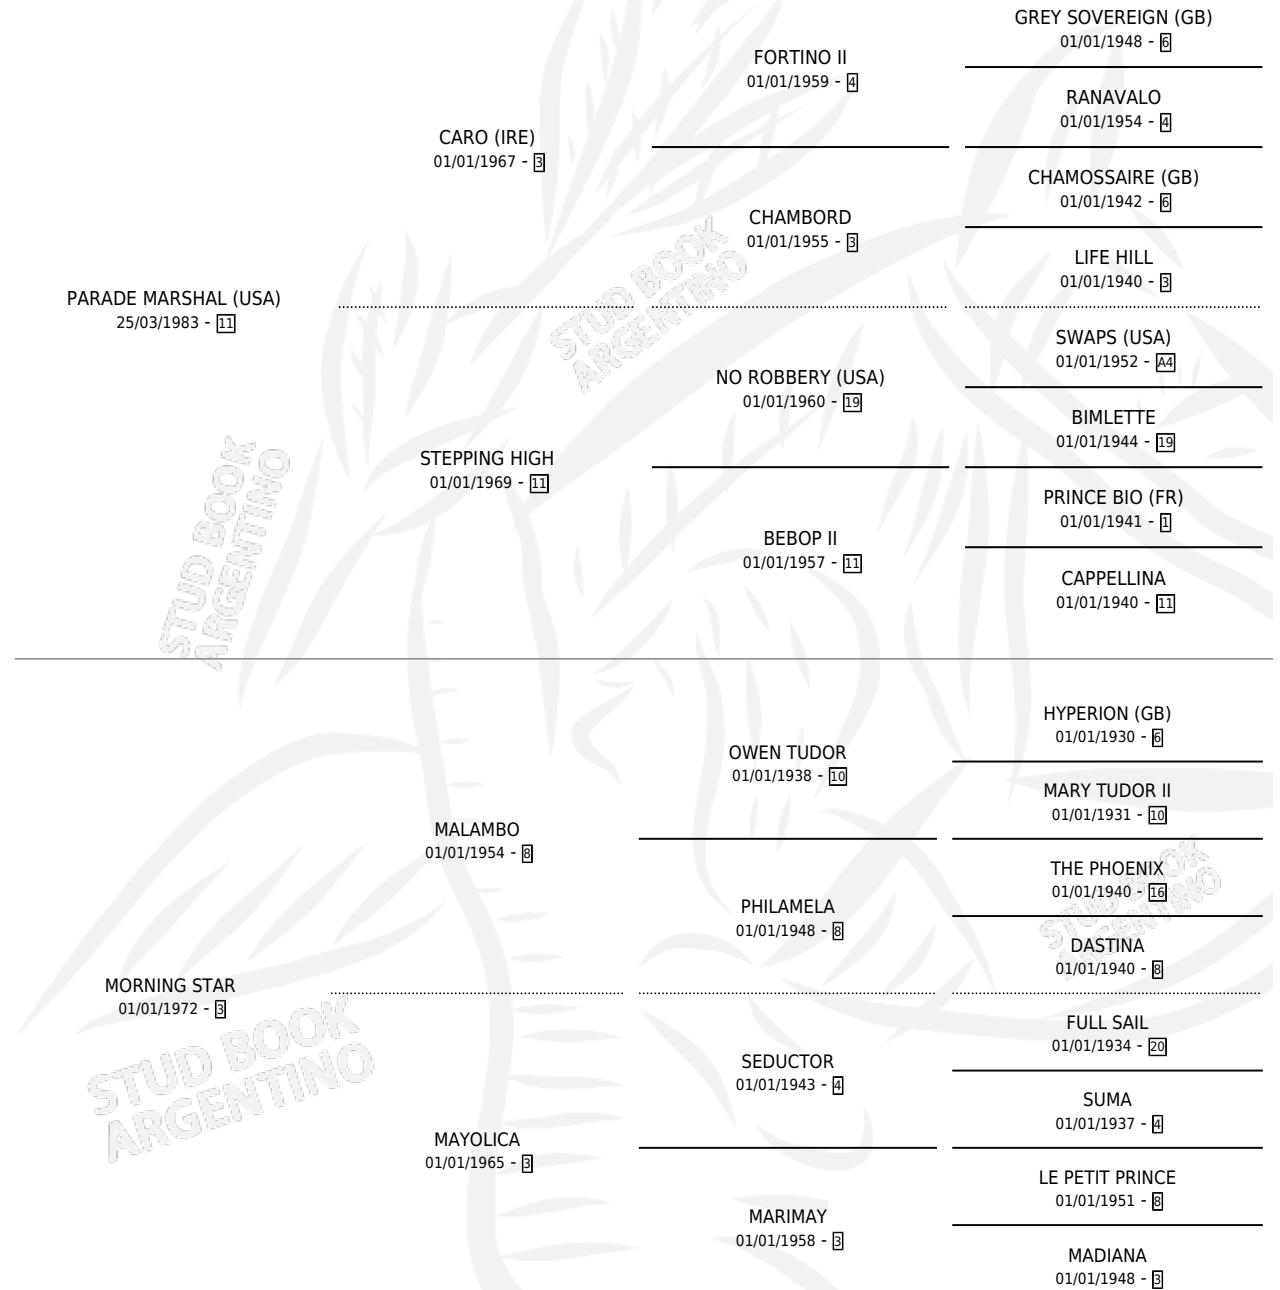 GREY SOVEREIGN (GB)
01/01/1948 - 6
FORTINO II
01/01/1959 - 4
RANAVALO
01/01/1954 - 4
CARO (IRE)
01/01/1967 - 3
CHAMOSSAIRE (GB)
01/01/1942 - 6
CHAMBORD
01/01/1955 - 3
LIFE HILL
01/01/1940 - 3
PARADE MARSHAL (USA)
25/03/1983 - 11
STUD BOOK
ARGENTINO
SWAPS (USA)
01/01/1952 - A4
NO ROBBERY (USA)
01/01/1960 - 19
BIMLETTE
01/01/1944 - 19
STEPPING HIGH
01/01/1969 - 11
PRINCE BIO (FR)
01/01/1941 - 1
BEBOP II
01/01/1957 - 11
CAPPELLINA
01/01/1940 - 11
STUD BOOK
ARGENTINO
HYPERION (GB)
01/01/1930 - 6
OWEN TUDOR
01/01/1938 - 10
MARY TUDOR II
01/01/1931 - 10
MALAMBO
01/01/1954 - 8
THE PHOENIX
01/01/1940 - 16
PHILAMELA
01/01/1948 - 8
DASTINA
01/01/1940 - 8
STUD BOOK
ARGENTINO
MORNING STAR
01/01/1972 - 3
FULL SAIL
01/01/1934 - 20
SEDUCTOR
01/01/1943 - 4
SUMA
01/01/1937 - 4
STUD BOOK
ARGENTINO
MAYOLICA
01/01/1965 - 3
LE PETIT PRINCE
01/01/1951 - 8
MARIMAY
01/01/1958 - 3
MADIANA
01/01/1948 - 3